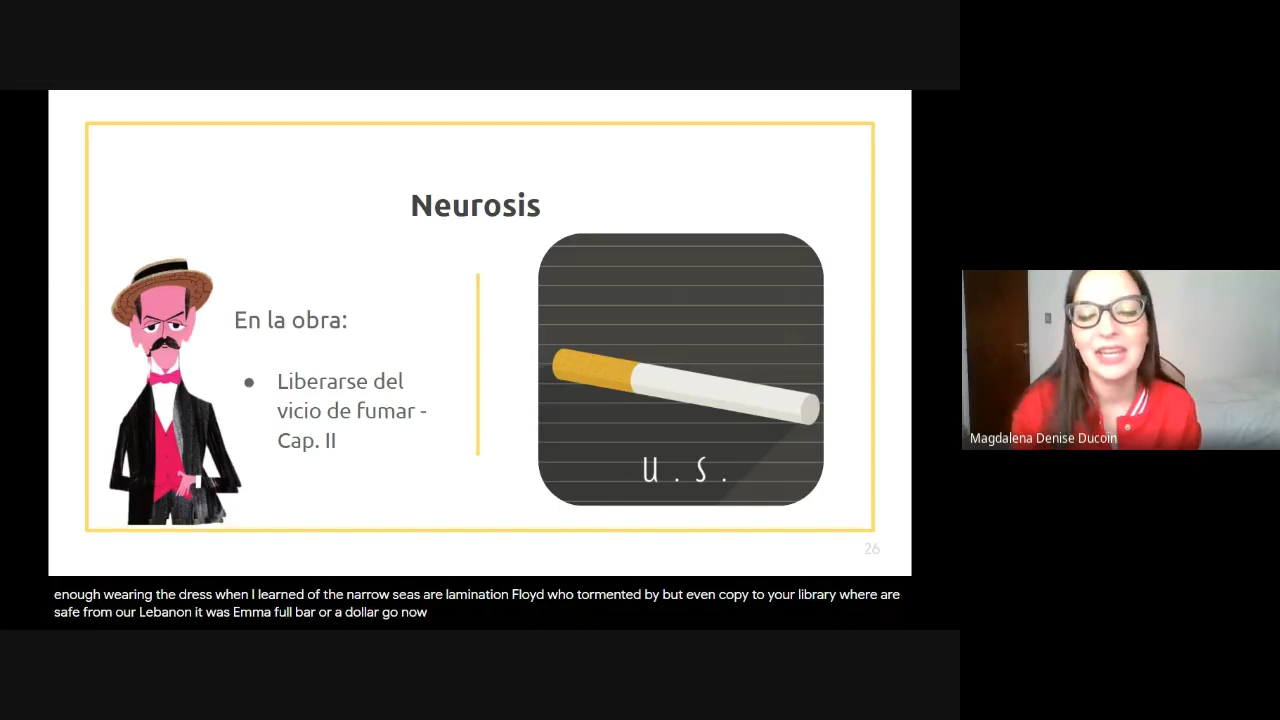 Neurosis
En la obra:
● Liberarse del
vicio de fumar -
Cap. II
U . S .
26
Magdalena Denise Ducoin
enough wearing the dress when I learned of the narrow seas are lamination Floyd who tormented by but even copy to your library where are
safe from our Lebanon it was Emma full bar or a dollar go now